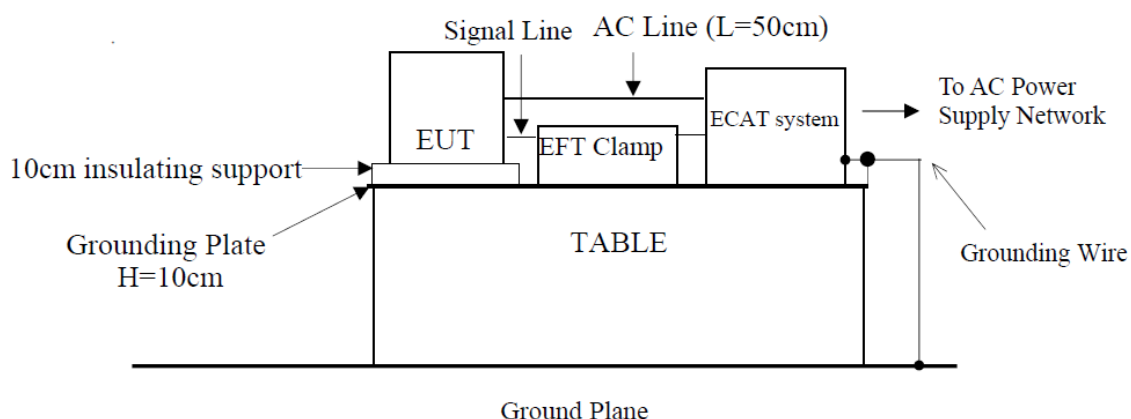 Signal Line
AC Line (L=50cm)
To AC Power
Supply Network
ECAT system
EUT
EFT Clamp
10cm insulating support
Grounding Plate
H=10cm
TABLE
Grounding Wire
Ground Plane